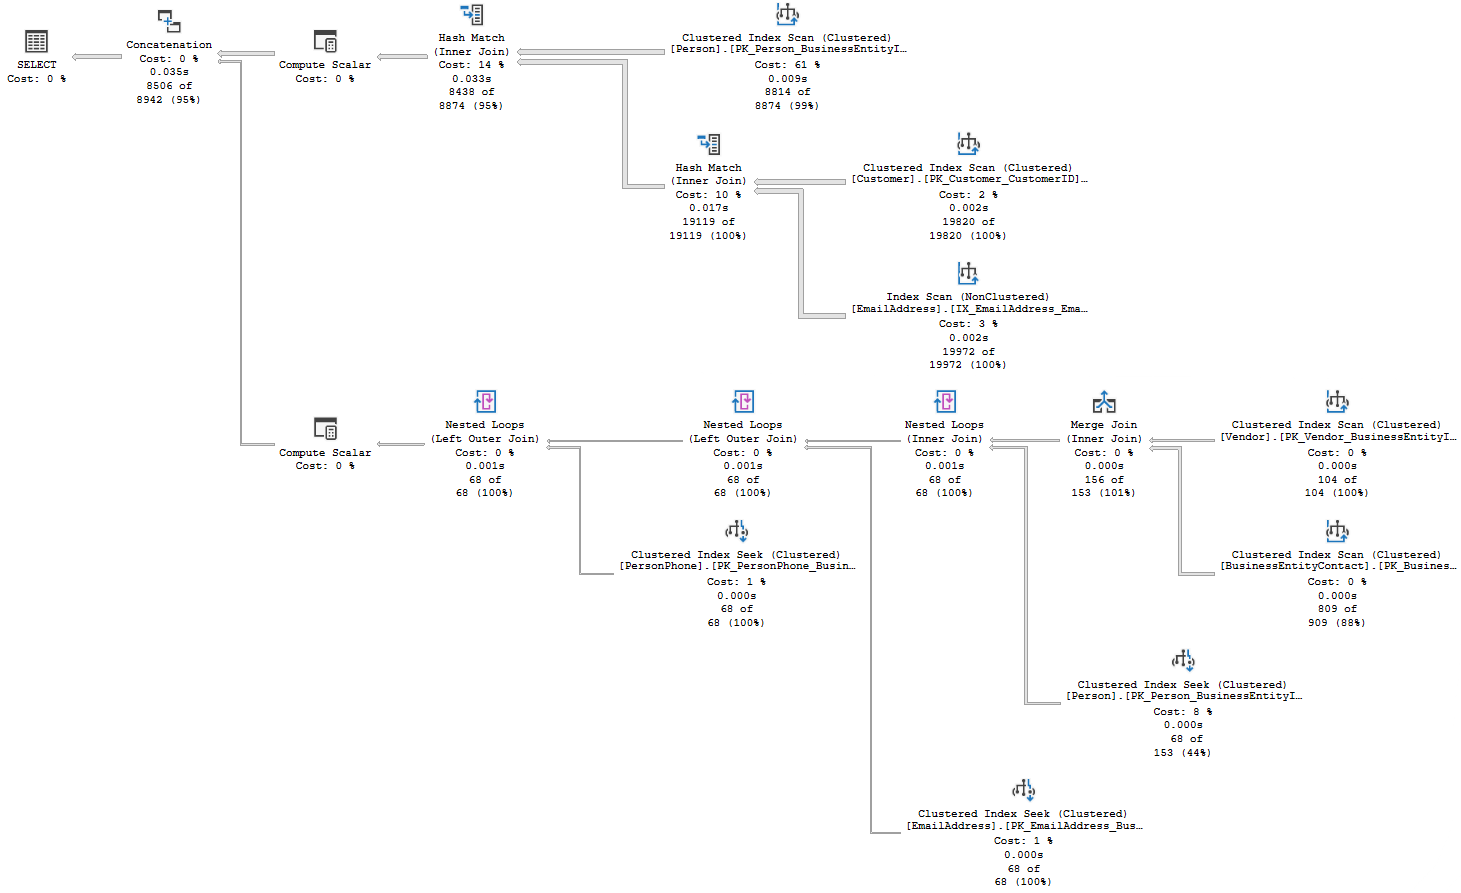 SELECT
Cost: 0 %
Concatenation
Cost: 0 %
0.035s
8506 of
8942 (95%)
Compute Scalar
Cost: 0 %
Hash Match
(Inner Join)
Cost: 14 %
0.033s
8438 of
8874 (95%)
Clustered Index Scan (Clustered)
[Person].[PK_Person_BusinessEntityI…
Cost: 61 %
0.009s
8814 of
8874 (99%)
Hash Match
(Inner Join)
Cost: 10 %
0.017s
19119 of
19119 (100%)
Clustered Index Scan (Clustered)
[Customer].[PK_Customer_CustomerID]…
Cost: 2 %
0.002s
19820 of
19820 (100%)
Index Scan (NonClustered)
[EmailAddress].[IX_EmailAddress_Ema…
Cost: 3 %
0.002s
19972 of
19972 (100%)
Compute Scalar
Cost: 0 %
Nested Loops
(Left Outer Join)
Cost: 0 %
0.001s
68 of
68 (100%)
Nested Loops
(Left Outer Join)
Cost: 0 %
0.001s
68 of
68 (100%)
Nested Loops
(Inner Join)
Cost: 0 %
0.001s
68 of
68 (100%)
Merge Join
(Inner Join)
Cost: 0 %
0.000s
156 of
153 (101%)
Clustered Index Scan (Clustered)
[Vendor].[PK_Vendor_BusinessEntityI…
Cost: 0 %
0.000s
104 of
104 (100%)
Clustered Index Seek (Clustered)
[PersonPhone].[PK_PersonPhone_Busin…
Cost: 1 %
0.000s
68 of
68 (100%)
Clustered Index Scan (Clustered)
[BusinessEntityContact].[PK_Busines…
Cost: 0 %
0.000s
809 of
909 (88%)
Clustered Index Seek (Clustered)
[Person].[PK_Person_BusinessEntityI…
Cost: 8 %
0.000s
68 of
153 (44%)
Clustered Index Seek (Clustered)
[EmailAddress].[PK_EmailAddress_Bus…
Cost: 1 %
0.000s
68 of
68 (100%)